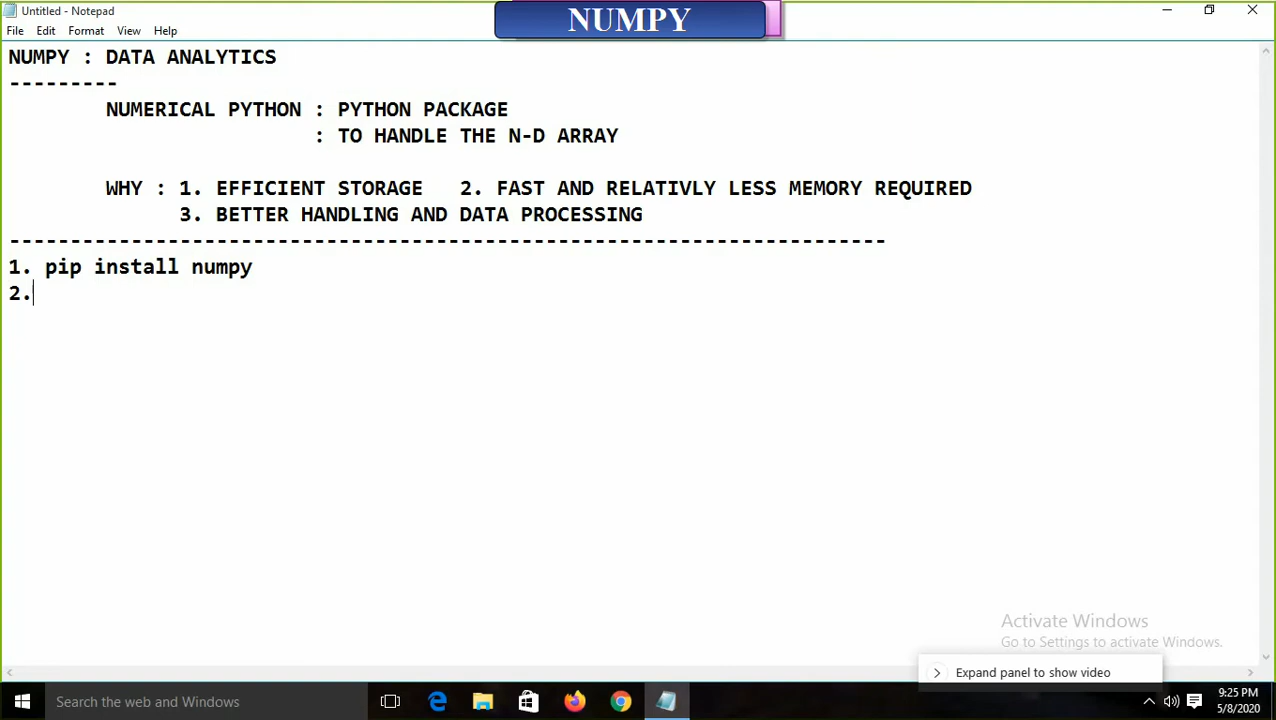 Untitled - Notepad
NUMPY
File Edit Format View Help
NUMPY : DATA ANALYTICS
---------
NUMERICAL PYTHON : PYTHON PACKAGE
: TO HANDLE THE N-D ARRAY
WHY : 1. EFFICIENT STORAGE 2. FAST AND RELATIVLY LESS MEMORY REQUIRED
3. BETTER HANDLING AND DATA PROCESSING
------------------------------------------------------------------------
1. pip install numpy
2.
Activate Windows
Go to Settings to activate Windows.
Expand panel to show video
Search the web and Windows
9:25 PM
5/8/2020